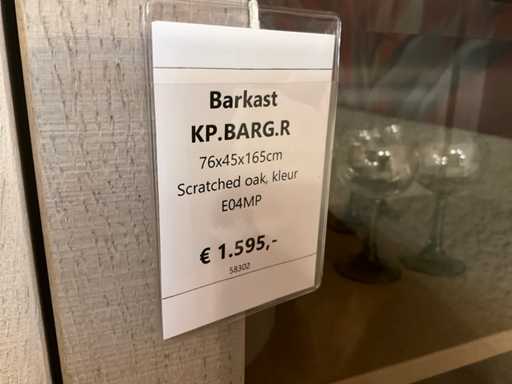 Barkast
KP.BARG.R
76x45x165cm
Scratched oak, kleur
E04MP
€ 1.595,-
58302